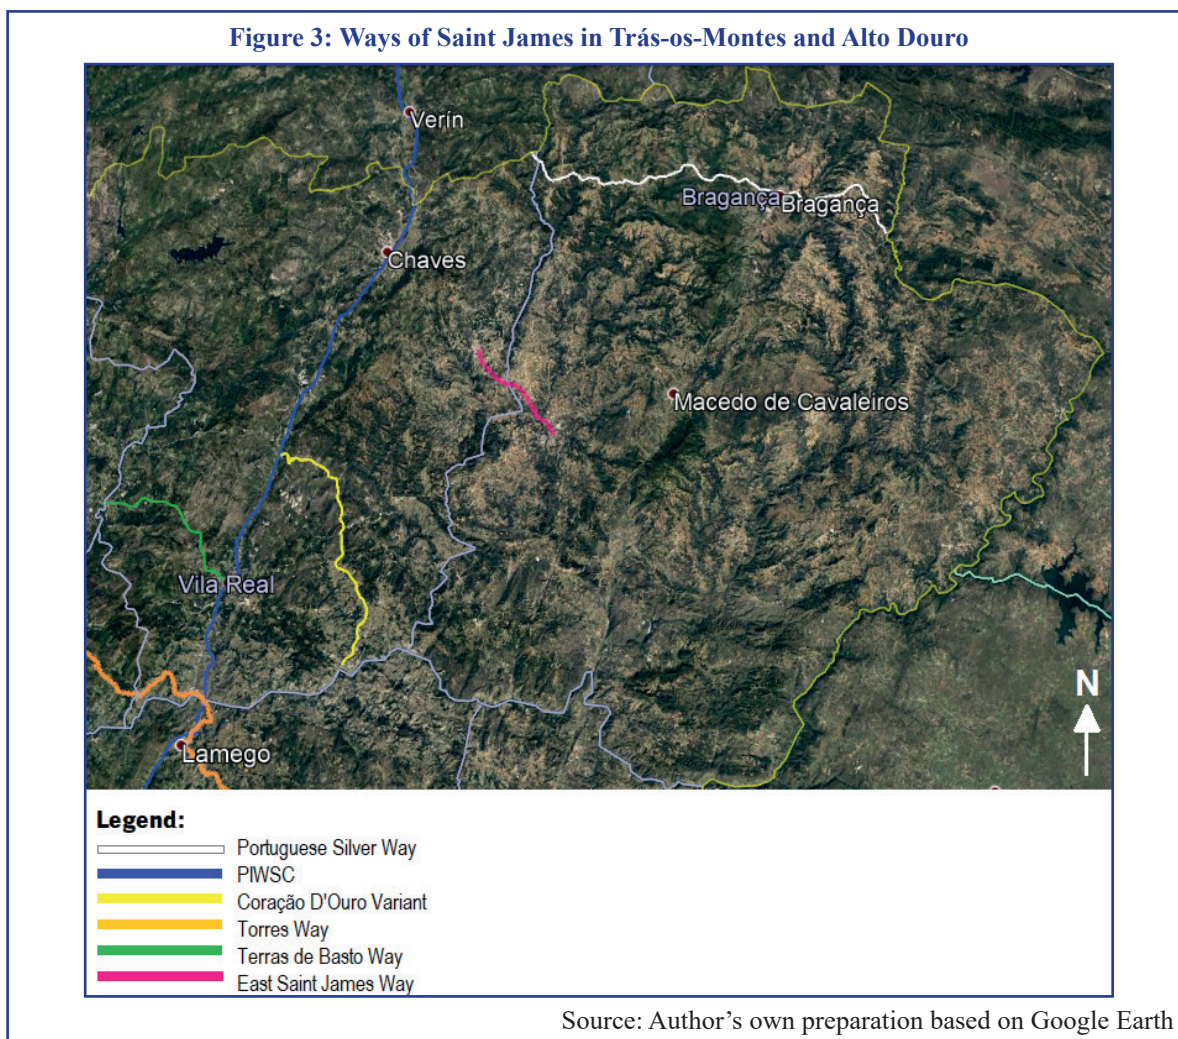 Figure 3: Ways of Saint James in Trás-os-Montes and Alto Douro
Verín
Bragança
Bragança
Chaves
Macedo de Cavaleiros
Vila Real
N
Lamego
Legend:
Portuguese Silver Way
PIWSC
Coração D'Ouro Variant
Torres Way
Terras de Basto Way
East Saint James Way
Source: Author’s own preparation based on Google Earth